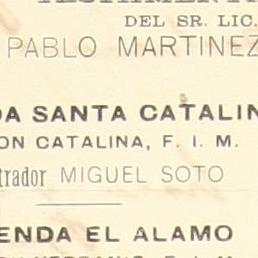 DEL SR. LIC.
PABLO MARTINEZ
DA SANTA CATALIN
ON CATALINA, F. I. M.
trador MIGUEL SOTO
ENDA EL ALAMO